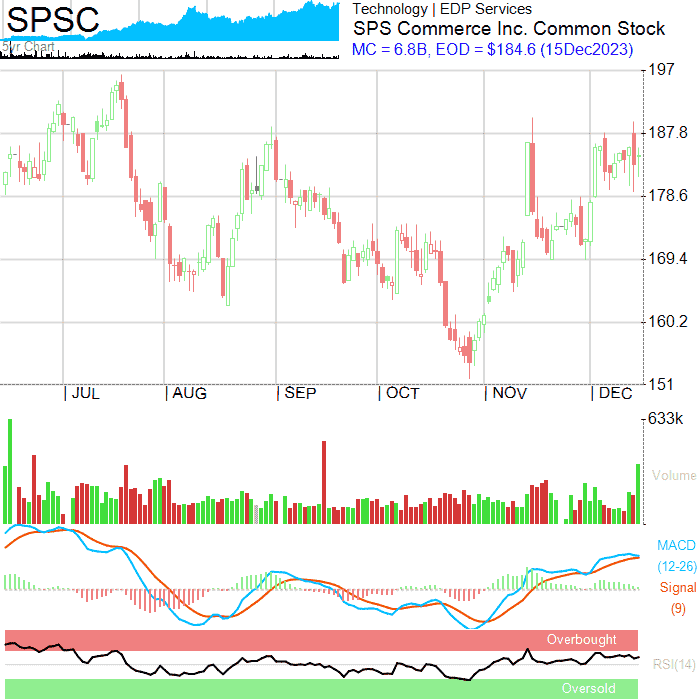 SPSC
5yr Chart
Technology | EDP Services
SPS Commerce Inc. Common Stock
MC = 6.8B, EOD = $184.6 (15Dec2023)
197
187.8
178.6
169.4
160.2
151
| JUL | AUG | SEP | OCT | NOV | DEC
633k
Volume
MACD
(12-26)
Signal
(9)
Overbought
RSI(14)
Oversold